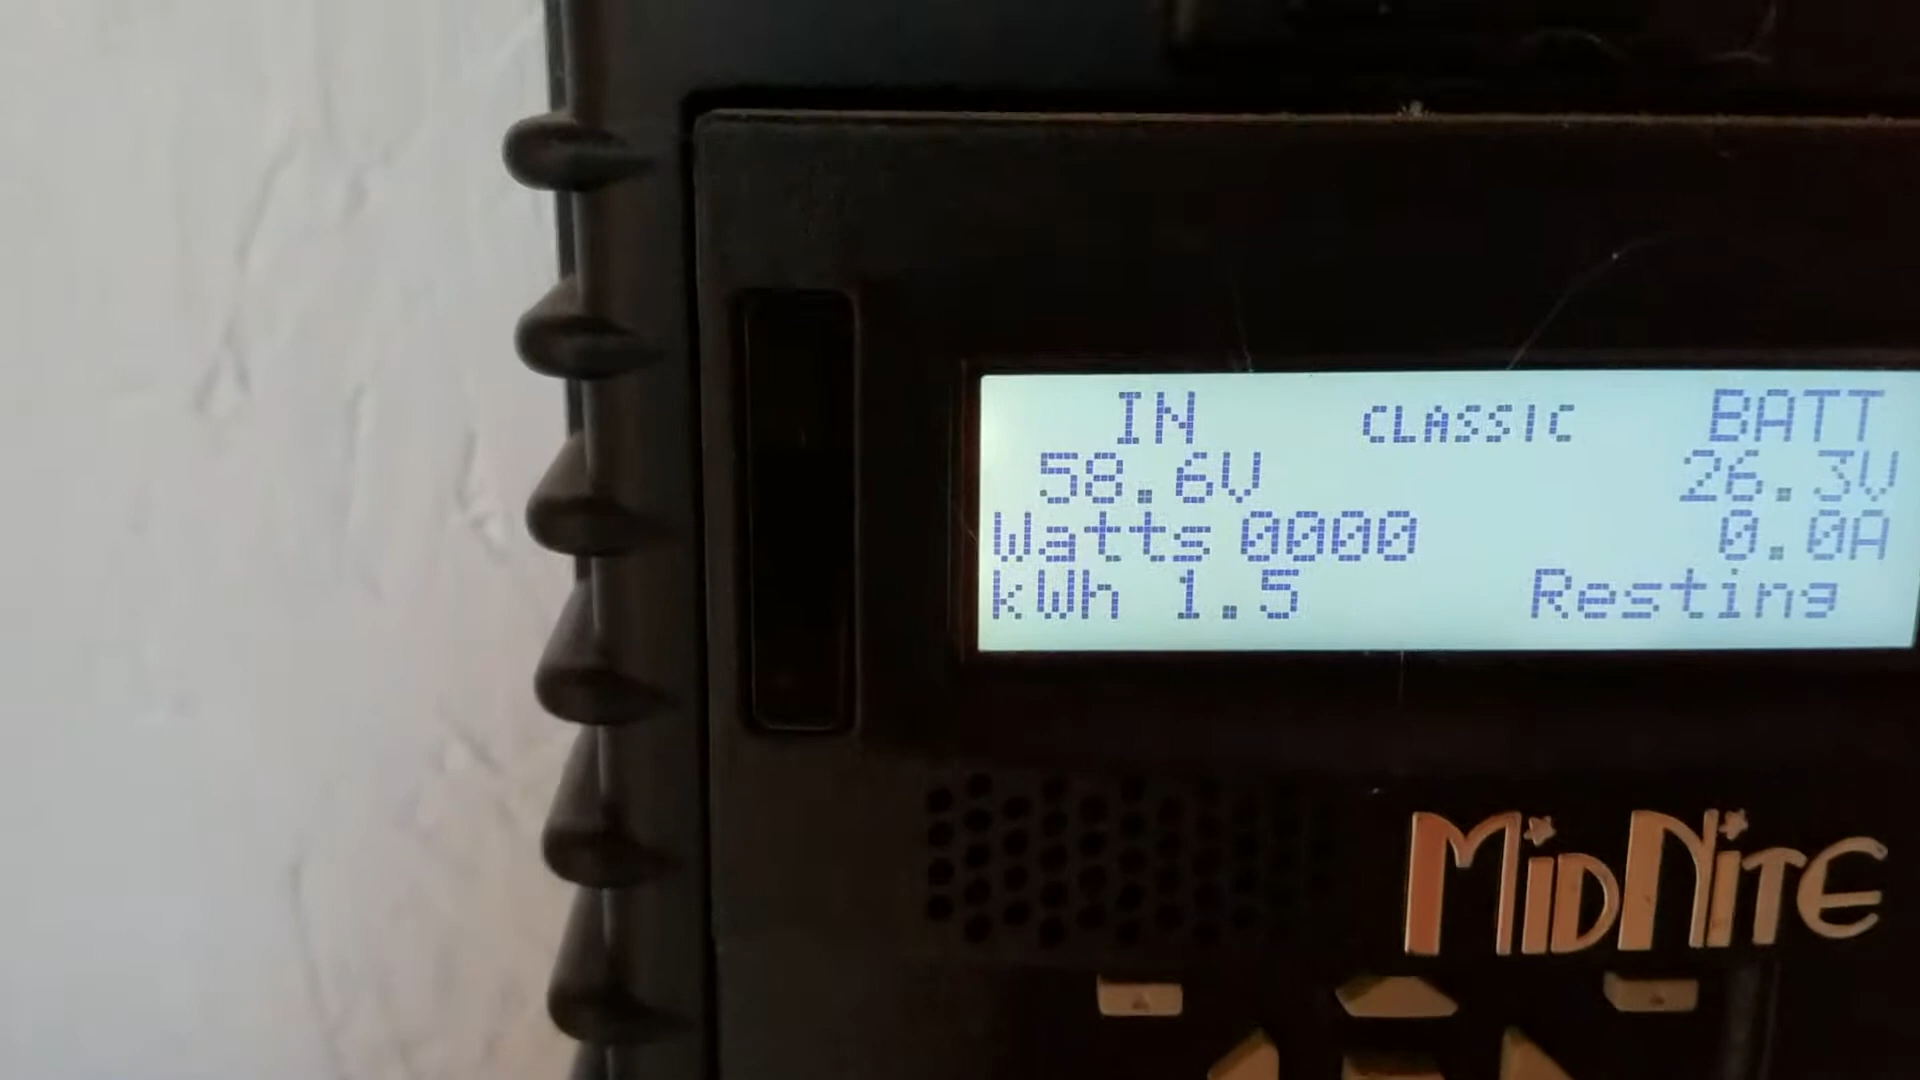 IN CLASSIC BATT
58.6V 26.3V
Watts 0000 0.0A
kWh 1.5 Resting
MIDNITE